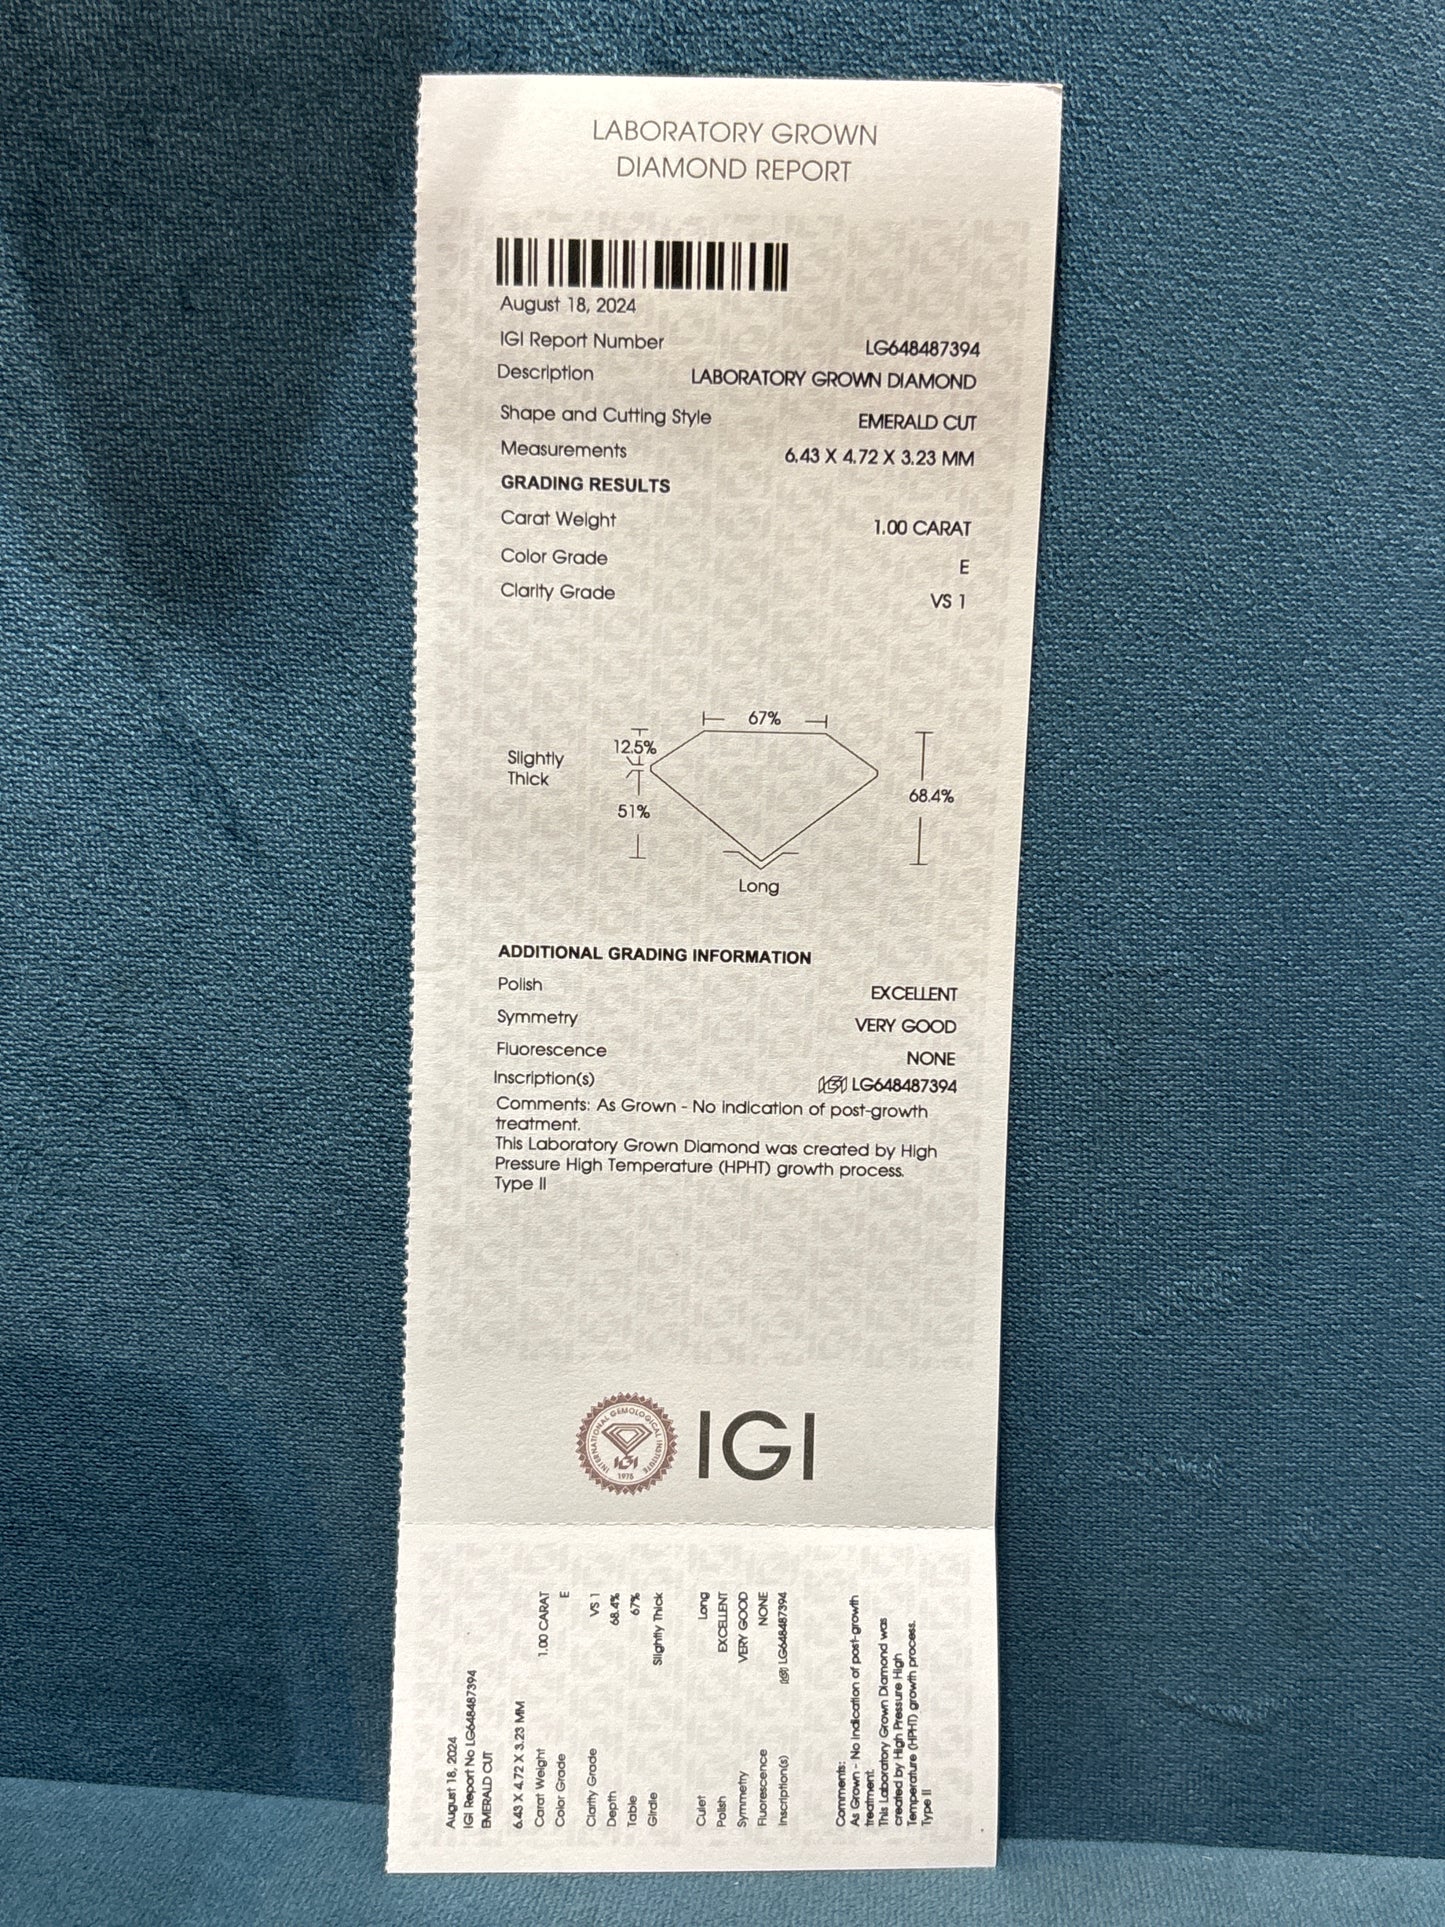 LABORATORY GROWN
DIAMOND REPORT
August 18, 2024
IGI Report Number LG648487394
Description LABORATORY GROWN DIAMOND
Shape and Cutting Style EMERALD CUT
Measurements 6.43 X 4.72 X 3.23 MM
GRADING RESULTS
Carat Weight 1.00 CARAT
Color Grade E
Clarity Grade VS 1
67%
12.5%
Slightly
Thick
51%
68.4%
Long
ADDITIONAL GRADING INFORMATION
Polish EXCELLENT
Symmetry VERY GOOD
Fluorescence NONE
Inscription(s) IGI LG648487394
Comments: As Grown - No indication of post-growth
treatment.
This Laboratory Grown Diamond was created by High
Pressure High Temperature (HPHT) growth process.
Type II
INTERNATIONAL GEMOLOGICAL INSTITUTE
IGI
1975
IGI
August 18, 2024
IGI Report No LG648487394
EMERALD CUT
6.43 X 4.72 X 3.23 MM
Carat Weight 1.00 CARAT
Color Grade E
Clarity Grade VS 1
Depth 68.4%
Table 67%
Girdle Slightly Thick
Culet Long
Polish EXCELLENT
Symmetry VERY GOOD
Fluorescence NONE
Inscription(s) IGI LG648487394
Comments:
As Grown - No indication of post-growth
treatment.
This Laboratory Grown Diamond was
created by High Pressure High
Temperature (HPHT) growth process.
Type II